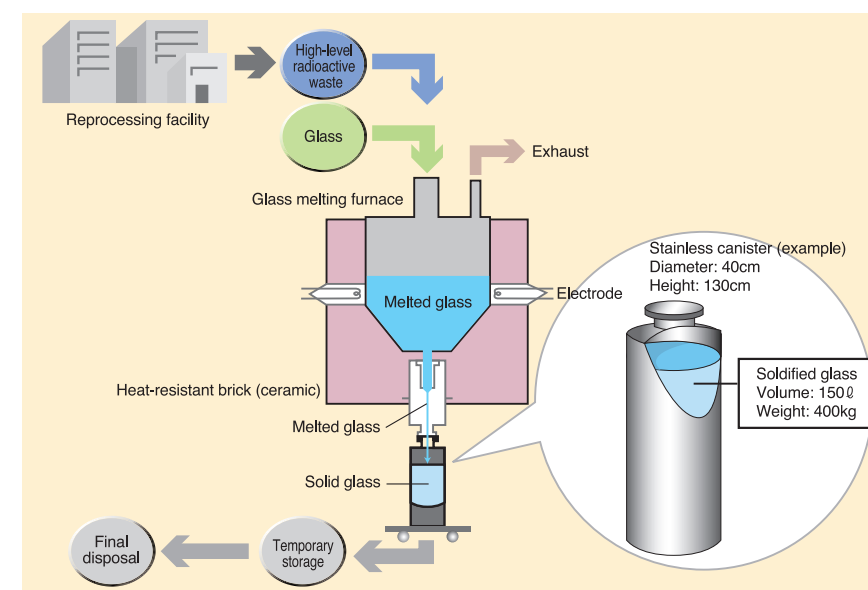 High-level
radioactive
waste
Reprocessing facility
Glass
Exhaust
Glass melting furnace
Stainless canister (example)
Diameter: 40cm
Height: 130cm
Melted glass
Electrode
Soldified glass
Volume: 150ℓ
Weight: 400kg
Heat-resistant brick (ceramic)
Melted glass
Solid glass
Final
disposal
Temporary
storage